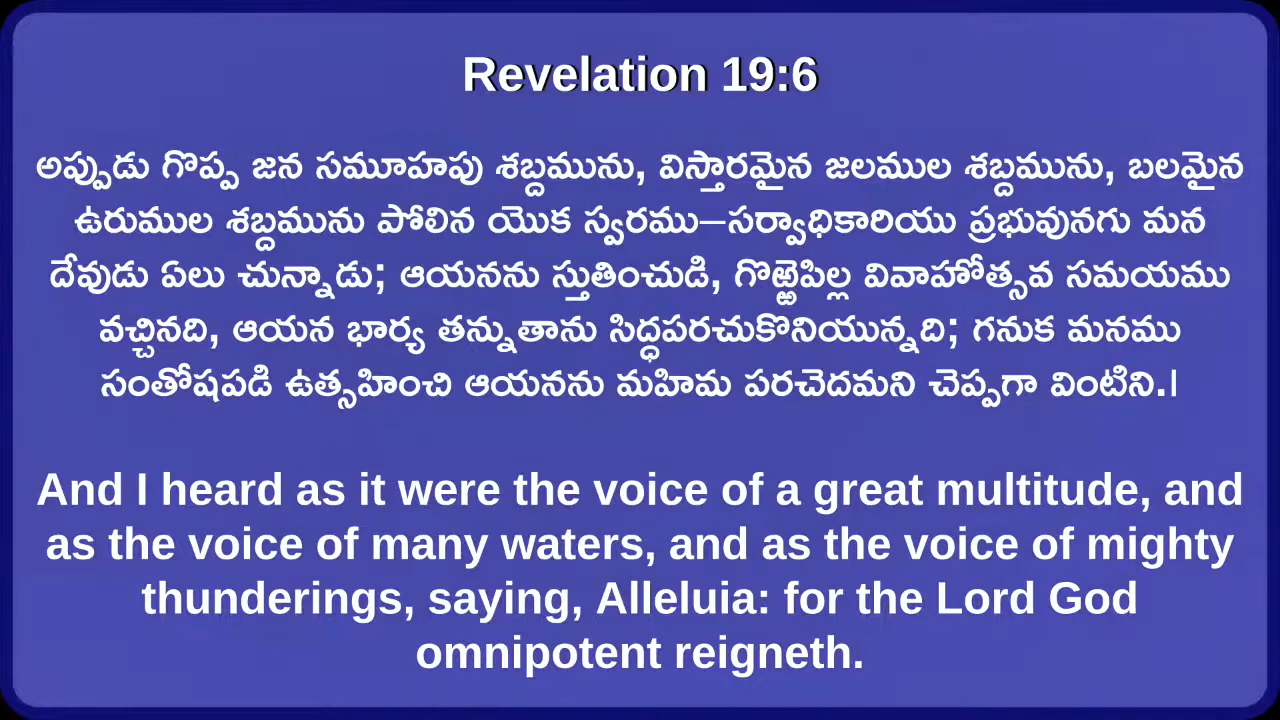 Revelation 19:6
అప్పుడు గొప్ప జన సమూహపు శబ్దమును, విస్తారమైన జలముల శబ్దమును, బలమైన
ఉరుముల శబ్దమును పోలిన యొక స్వరము–సర్వాధికారియు ప్రభువునగు మన
దేవుడు ఏలు చున్నాడు; ఆయనను స్తుతించుడి, గొఱ్ఱెపిల్ల వివాహోత్సవ సమయము
వచ్చినది, ఆయన భార్య తన్నుతాను సిద్ధపరచుకొనియున్నది; గనుక మనము
సంతోషపడి ఉత్సహించి ఆయనను మహిమ పరచెదమని చెప్పగా వింటిని.।
And I heard as it were the voice of a great multitude, and
as the voice of many waters, and as the voice of mighty
thunderings, saying, Alleluia: for the Lord God
omnipotent reigneth.